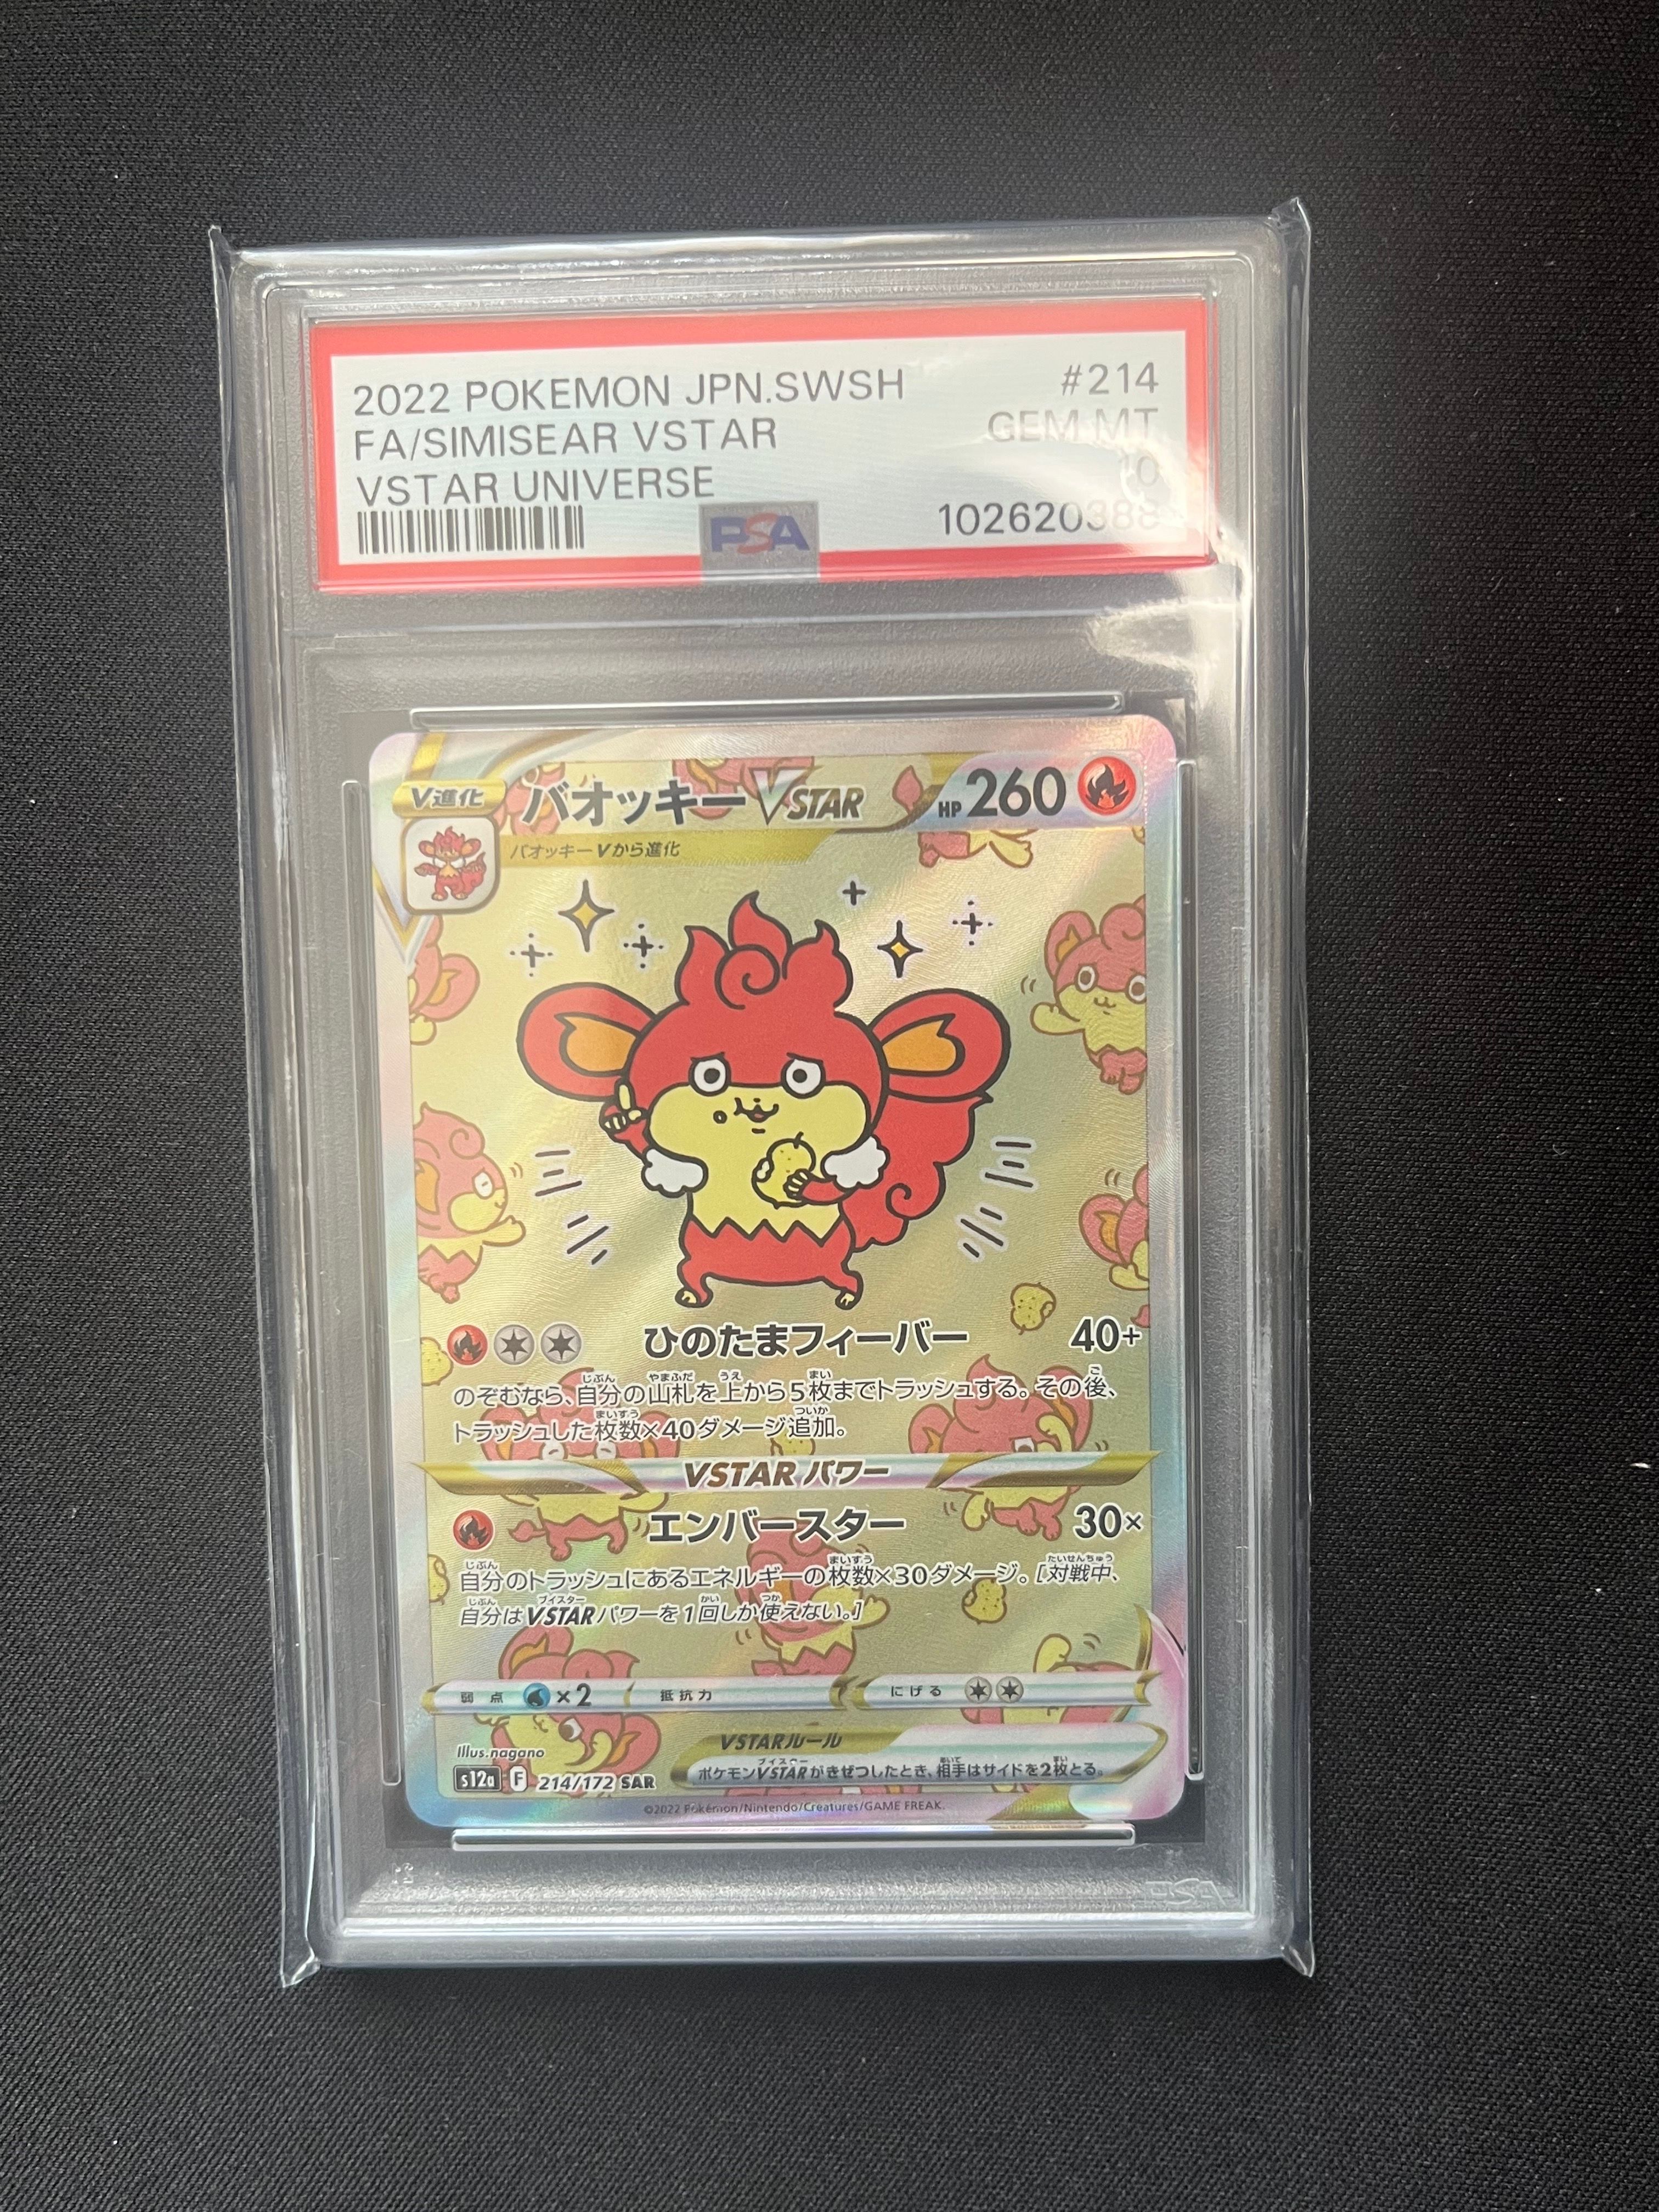 2022 POKEMON JPN.SWSH #214
FA/SIMISEAR VSTAR GEM MT
VSTAR UNIVERSE 10
PSA 102620388
V進化 バオッキーVSTAR HP260
バオッキーVから進化
ひのたまフィーバー 40+
のぞむなら、自分の山札を上から5枚までトラッシュする。その後、
トラッシュした枚数×40ダメージ追加。
VSTARパワー
エンバースター 30×
自分のトラッシュにあるエネルギーの枚数×30ダメージ。[対戦中、
自分はVSTARパワーを1回しか使えない。]
弱点 ×2 抵抗力 にげる
Illus.nagano VSTARルール
s12a F 214/172 SAR ポケモンVSTARがきぜつしたとき、相手はサイドを2枚とる。
©2022 Pokémon/Nintendo/Creatures/GAME FREAK.